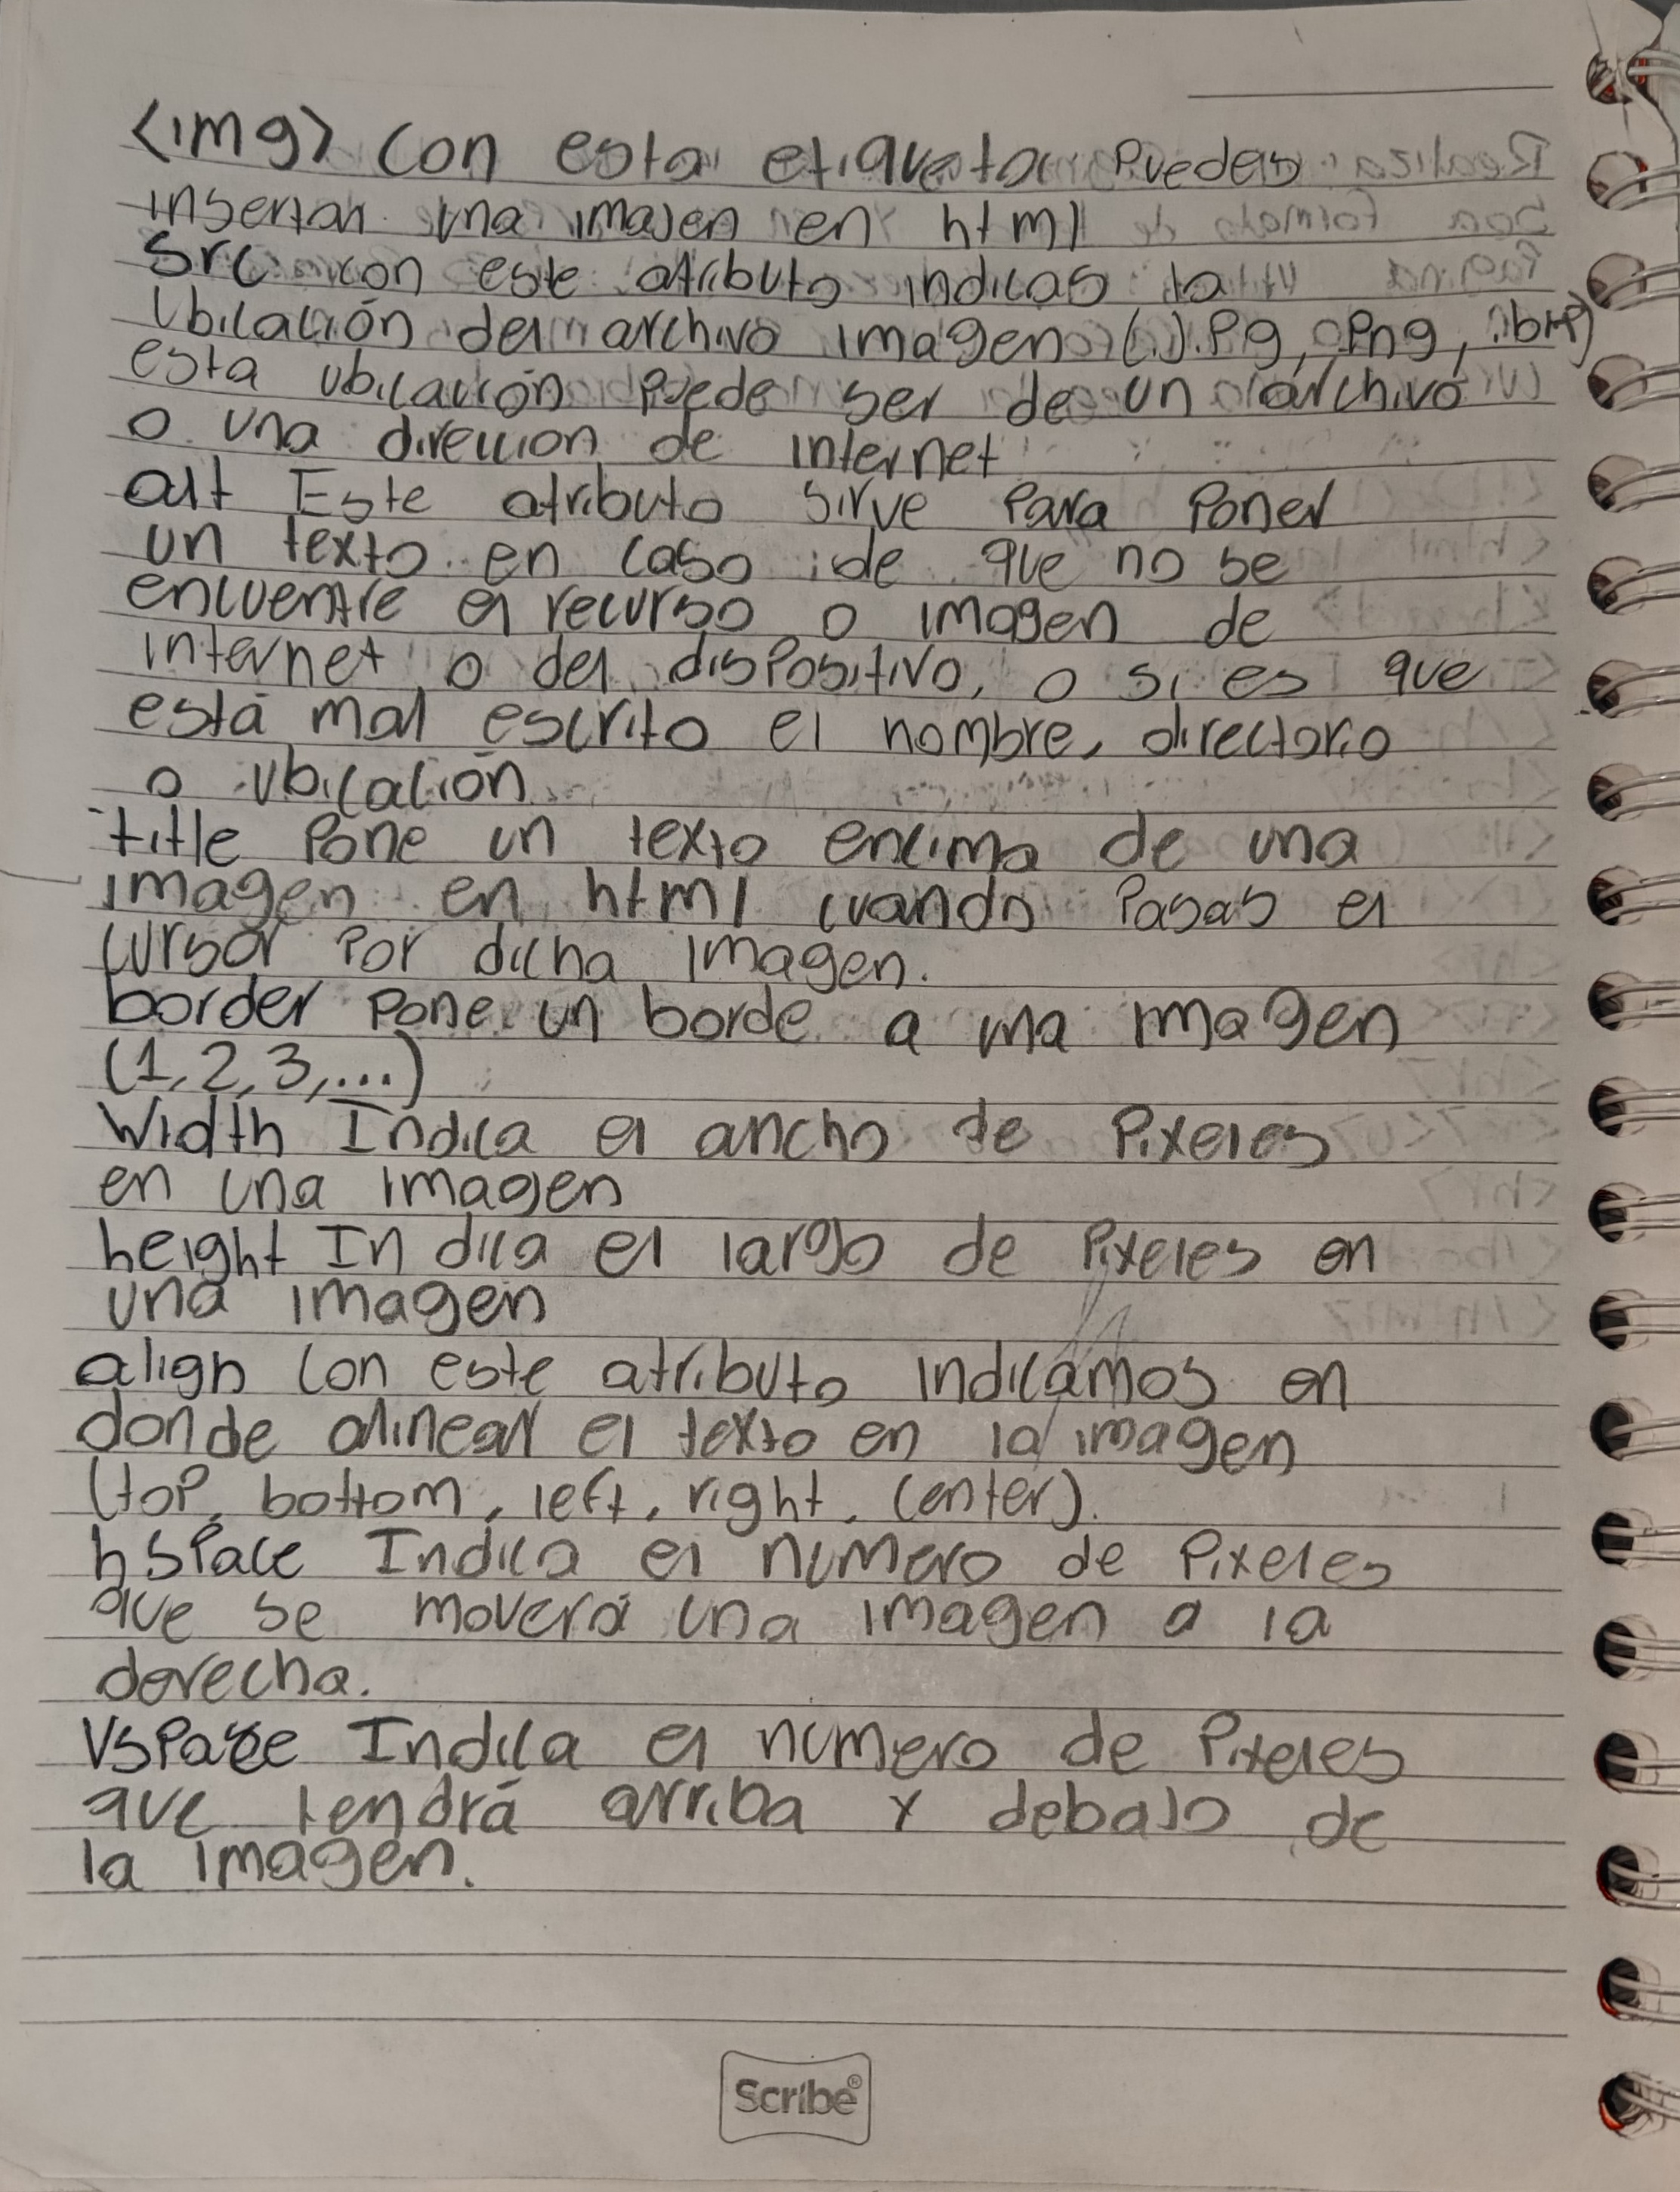 <img> Con esta etiqueta Puedes
insertar una imajen en html
Src con este atributo indicas la
Ubicación del archivo imagen (.J.Pg, .Png, .bmp)
esta ubicación Puede ser de un archivo
o una direccion de internet
alt Este atributo sirve Para Poner
un texto en caso de que no se
encuentre el recurso o imagen de
internet o del disPositivo, o si es que
está mal escrito el nombre, directorio
o ubicación
title Pone un texto encima de una
imagen en html cuando Pasas el
cursor Por dicha imagen.
border Pone un borde a una imagen
(1, 2, 3, ...)
Width Indica el ancho de Pixeles
en una imagen
height Indica el largo de Pixeles en
una imagen
align Con este atributo indicamos en
donde alinear el texto en la imagen
(toP, bottom, left, right, center).
hsPace Indica el numero de Pixeles
que se moverá una imagen a la
derecha.
VsPace Indica el numero de Pixeles
que tendrá arriba y debajo de
la imagen.
Scribe®